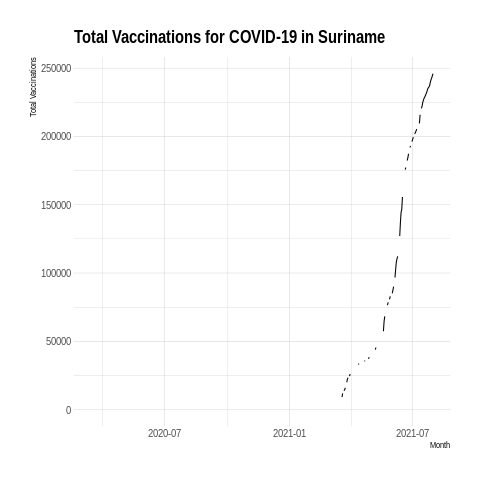 Total Vaccinations for COVID-19 in Suriname
Total Vaccinations
250000
200000
150000
100000
50000
0
2020-07 2021-01 2021-07
Month